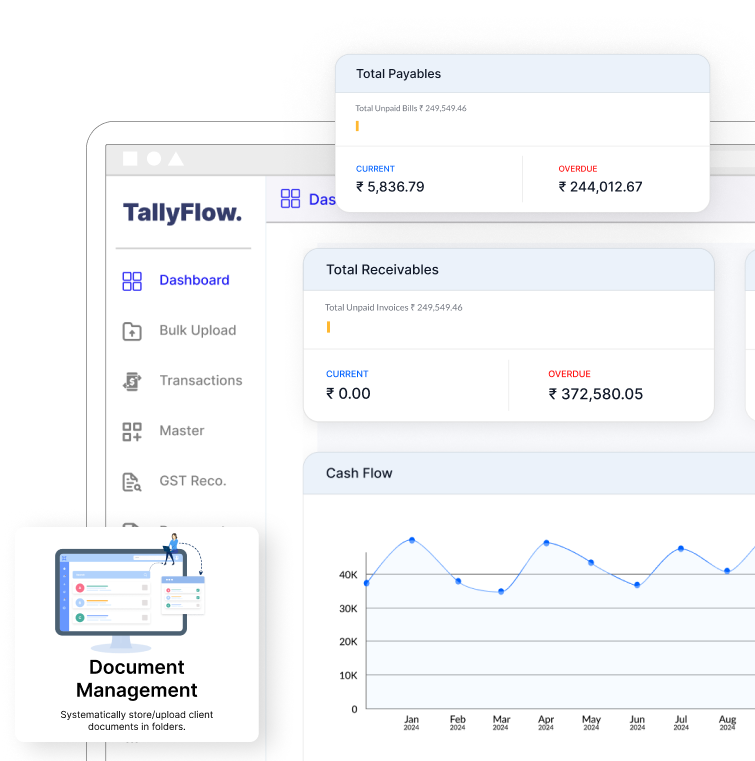 Total Payables
Total Unpaid Bills ₹ 249,549.46
CURRENT
₹ 5,836.79
OVERDUE
₹ 244,012.67
TallyFlow.
Das
Dashboard
Bulk Upload
Transactions
Master
GST Reco.
Total Receivables
Total Unpaid Invoices ₹ 249,549.46
CURRENT
₹ 0.00
OVERDUE
₹ 372,580.05
Cash Flow
40K
30K
20K
10K
0
Jan
2024
Feb
2024
Mar
2024
Apr
2024
May
2024
Jun
2024
Jul
2024
Aug
2024
Document
Management
Systematically store/upload client
documents in folders.